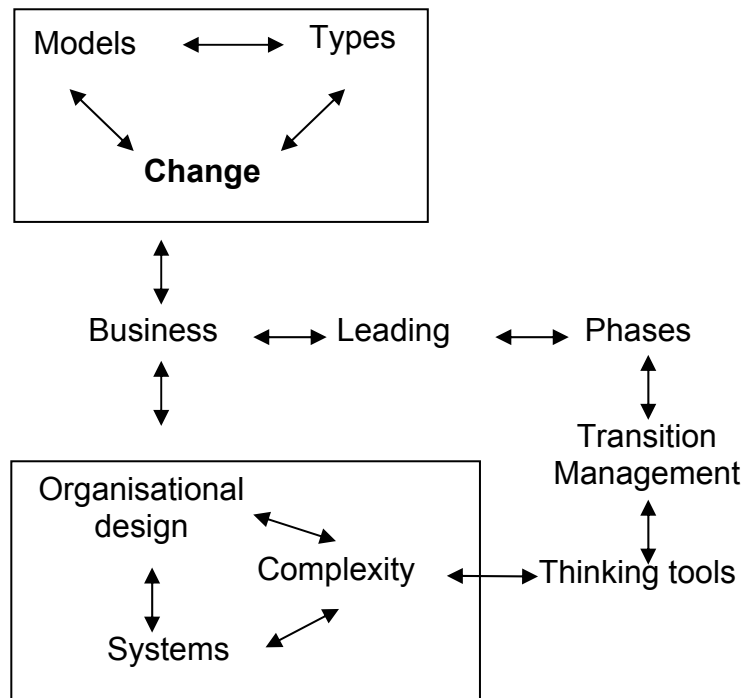 Models
Types
Change
Business
Leading
Phases
Transition
Management
Organisational
design
Complexity
Thinking tools
Systems